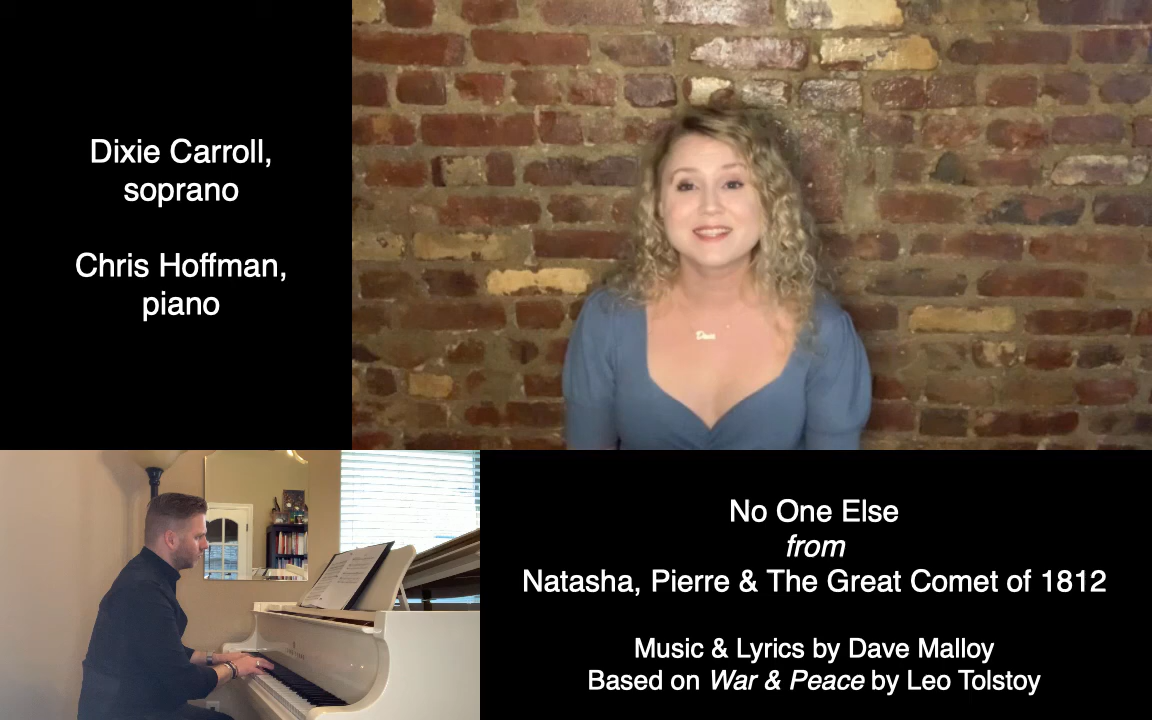 Dixie Carroll,
soprano
Chris Hoffman,
piano
No One Else
from
Natasha, Pierre & The Great Comet of 1812
Music & Lyrics by Dave Malloy
Based on War & Peace by Leo Tolstoy